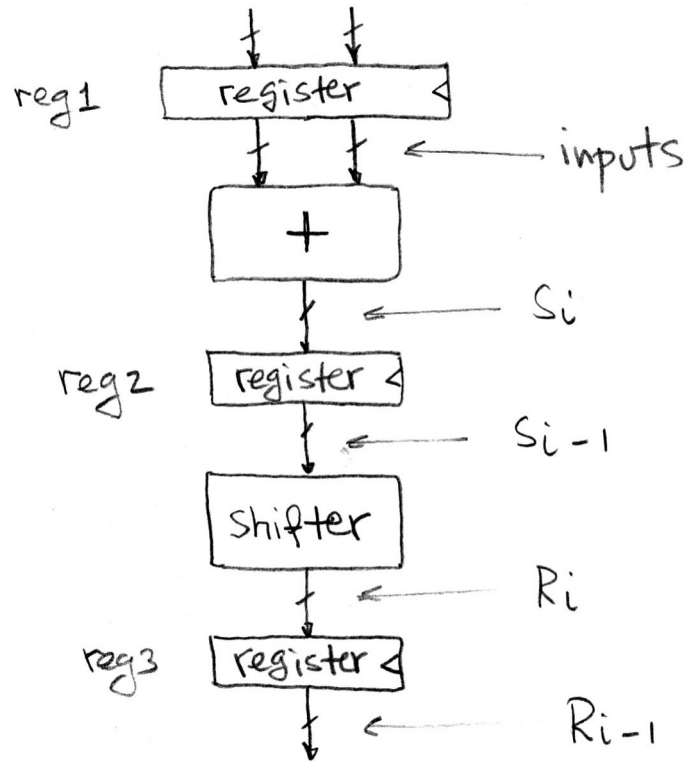 reg1
register
inputs
+
Si
reg2
register
Si-1
Shifter
Ri
reg3
register
Ri-1